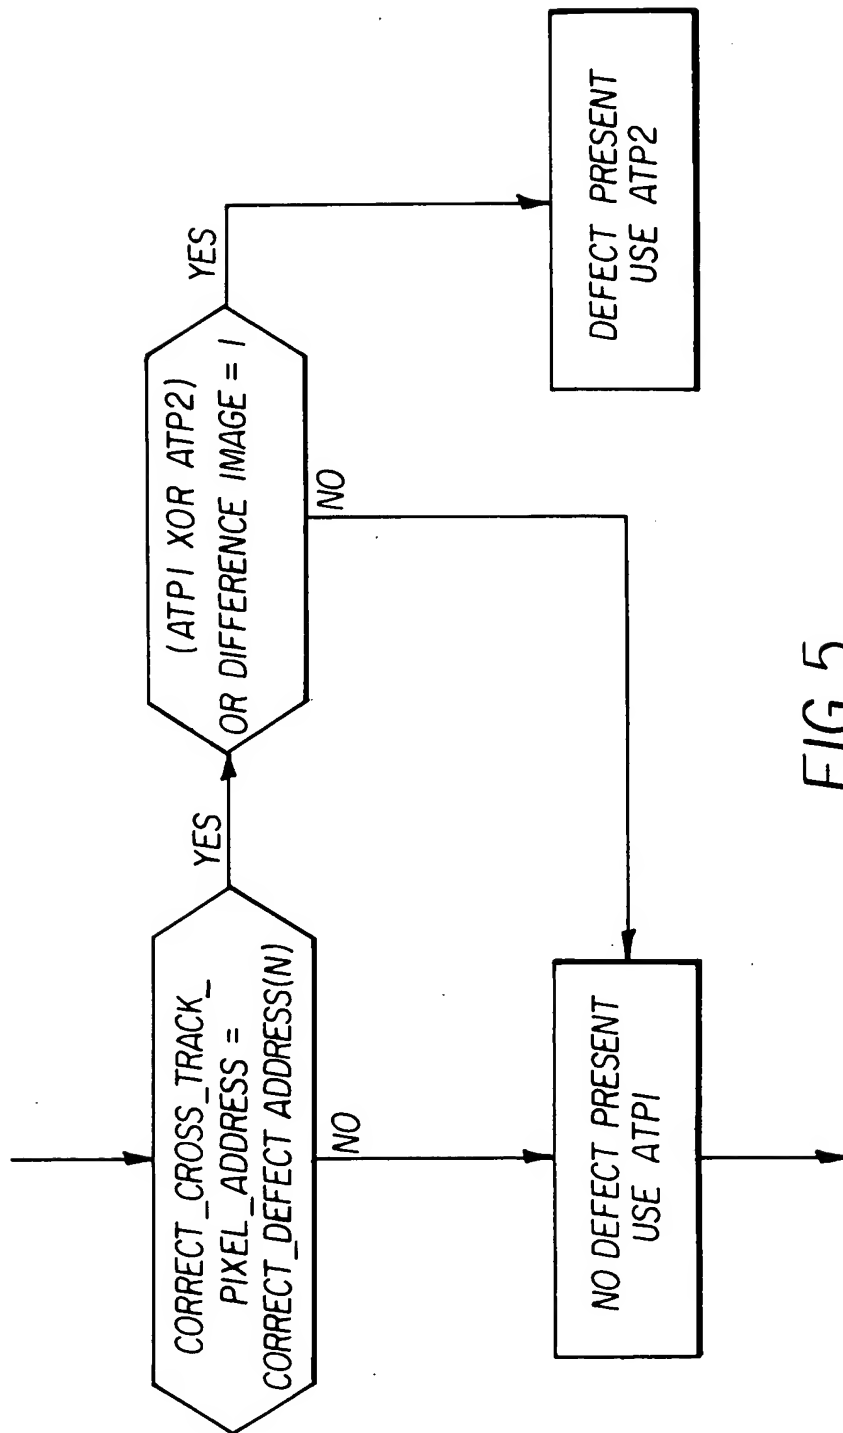 CORRECT_CROSS_TRACK_
PIXEL_ADDRESS =
CORRECT_DEFECT ADDRESS(N)
YES
NO
(ATP1 XOR ATP2)
OR DIFFERENCE IMAGE = 1
YES
NO
NO DEFECT PRESENT
USE ATP1
DEFECT PRESENT
USE ATP2
FIG. 5